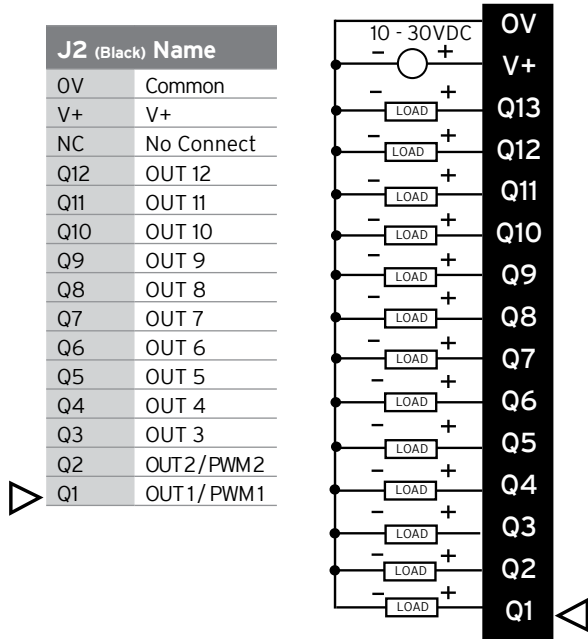 J2 (Black) Name
0V Common
V+ V+
NC No Connect
Q12 OUT 12
Q11 OUT 11
Q10 OUT 10
Q9 OUT 9
Q8 OUT 8
Q7 OUT 7
Q6 OUT 6
Q5 OUT 5
Q4 OUT 4
Q3 OUT 3
Q2 OUT2/PWM2
Q1 OUT1/PWM1
10 - 30VDC
0V
- + V+
- LOAD + Q13
- LOAD + Q12
- LOAD + Q11
- LOAD + Q10
- LOAD + Q9
- LOAD + Q8
- LOAD + Q7
- LOAD + Q6
- LOAD + Q5
- LOAD + Q4
- LOAD + Q3
- LOAD + Q2
- LOAD + Q1